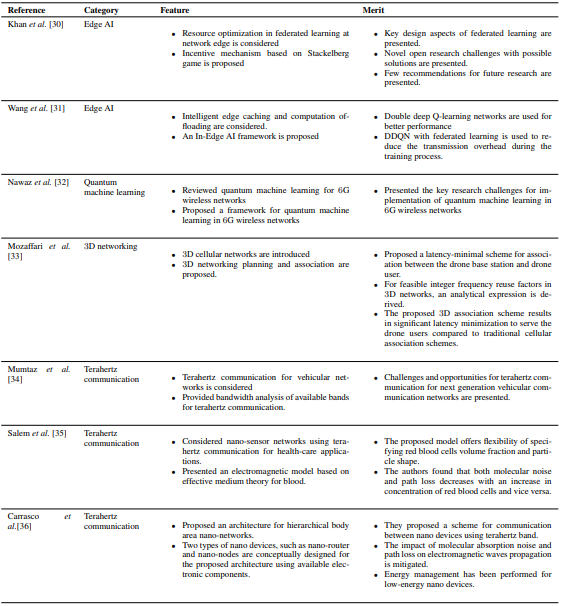 Reference Category Feature Merit
Khan et al. [30] Edge AI
• Resource optimization in federated learning at
network edge is considered
• Incentive mechanism based on Stackelberg
game is proposed
• Key design aspects of federated learning are
presented.
• Novel open research challenges with possible
solutions are presented.
• Few recommendations for future research are
presented.
Wang et al. [31] Edge AI
• Intelligent edge caching and computation of-
floading are considered.
• An In-Edge AI framework is proposed
• Double deep Q-learning networks are used for
better performance
• DDQN with federated learning is used to re-
duce the transmission overhead during the
training process.
Nawaz et al. [32] Quantum
machine learning
• Reviewed quantum machine learning for 6G
wireless networks
• Proposed a framework for quantum machine
learning in 6G wireless networks
• Presented the key research challenges for im-
plementation of quantum machine learning in
6G wireless networks
Mozaffari et al.
[33]
3D networking
• 3D cellular networks are introduced
• 3D networking planning and association are
proposed.
• Proposed a latency-minimal scheme for associ-
ation between the drone base station and drone
user.
• For feasible integer frequency reuse factors in
3D networks, an analytical expression is de-
rived.
• The proposed 3D association scheme results
in significant latency minimization to serve the
drone users compared to traditional cellular
association schemes.
Mumtaz et al.
[34]
Terahertz
communication
• Terahertz communication for vehicular net-
works is considered
• Provided bandwidth analysis of available bands
for terahertz communication.
• Challenges and opportunities for terahertz com-
munication for next generation vehicular com-
munication networks are presented.
Salem et al. [35] Terahertz
communication
• Considered nano-sensor networks using tera-
hertz communication for health-care applica-
tions.
• Presented an electromagnetic model based on
effective medium theory for blood.
• The proposed model offers flexibility of speci-
fying red blood cells volume fraction and parti-
cle shape.
• The authors found that both molecular noise
and path loss decreases with an increase in
concentration of red blood cells and vice versa.
Carrasco et
al.[36]
Terahertz
communication
• Proposed an architecture for hierarchical body
area nano-networks.
• Two types of nano devices, such as nano-router
and nano-nodes are conceptually designed for
the proposed architecture using available elec-
tronic components.
• They proposed a scheme for communication
between nano devices using terahertz band.
• The impact of molecular absorption noise and
path loss on electromagnetic waves propagation
is mitigated.
• Energy management has been performed for
low-energy nano devices.